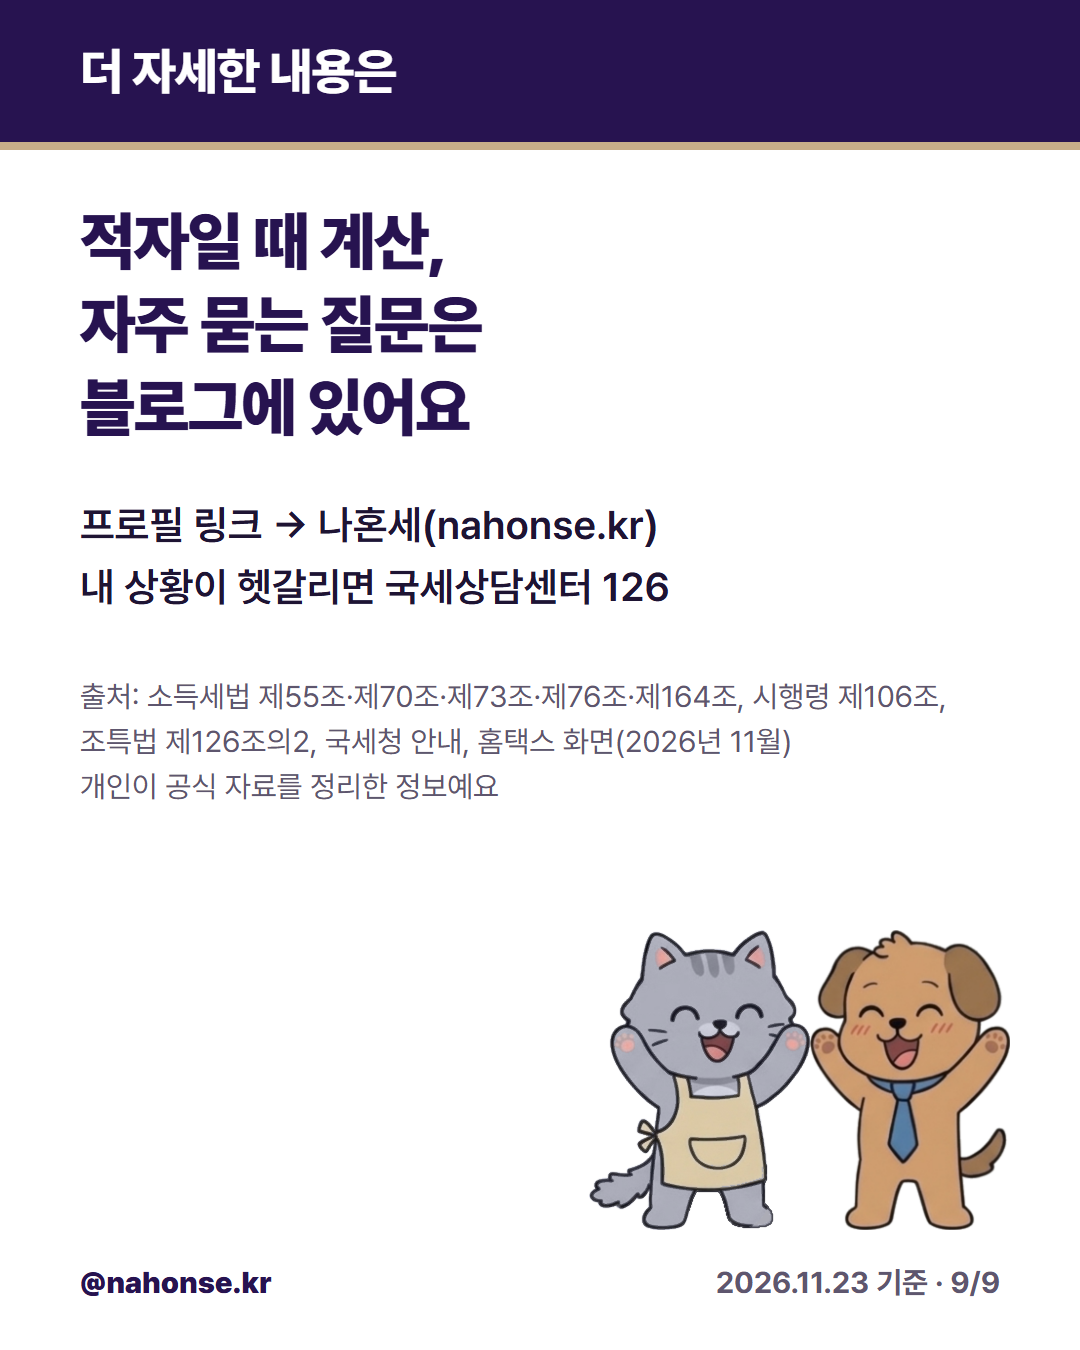 더 자세한 내용은
적자일 때 계산,
자주 묻는 질문은
블로그에 있어요
프로필 링크 → 나혼세(nahonse.kr)
내 상황이 헷갈리면 국세상담센터 126
출처: 소득세법 제55조·제70조·제73조·제76조·제164조, 시행령 제106조,
조특법 제126조의2, 국세청 안내, 홈택스 화면(2026년 11월)
개인이 공식 자료를 정리한 정보예요
@nahonse.kr
2026.11.23 기준 · 9/9